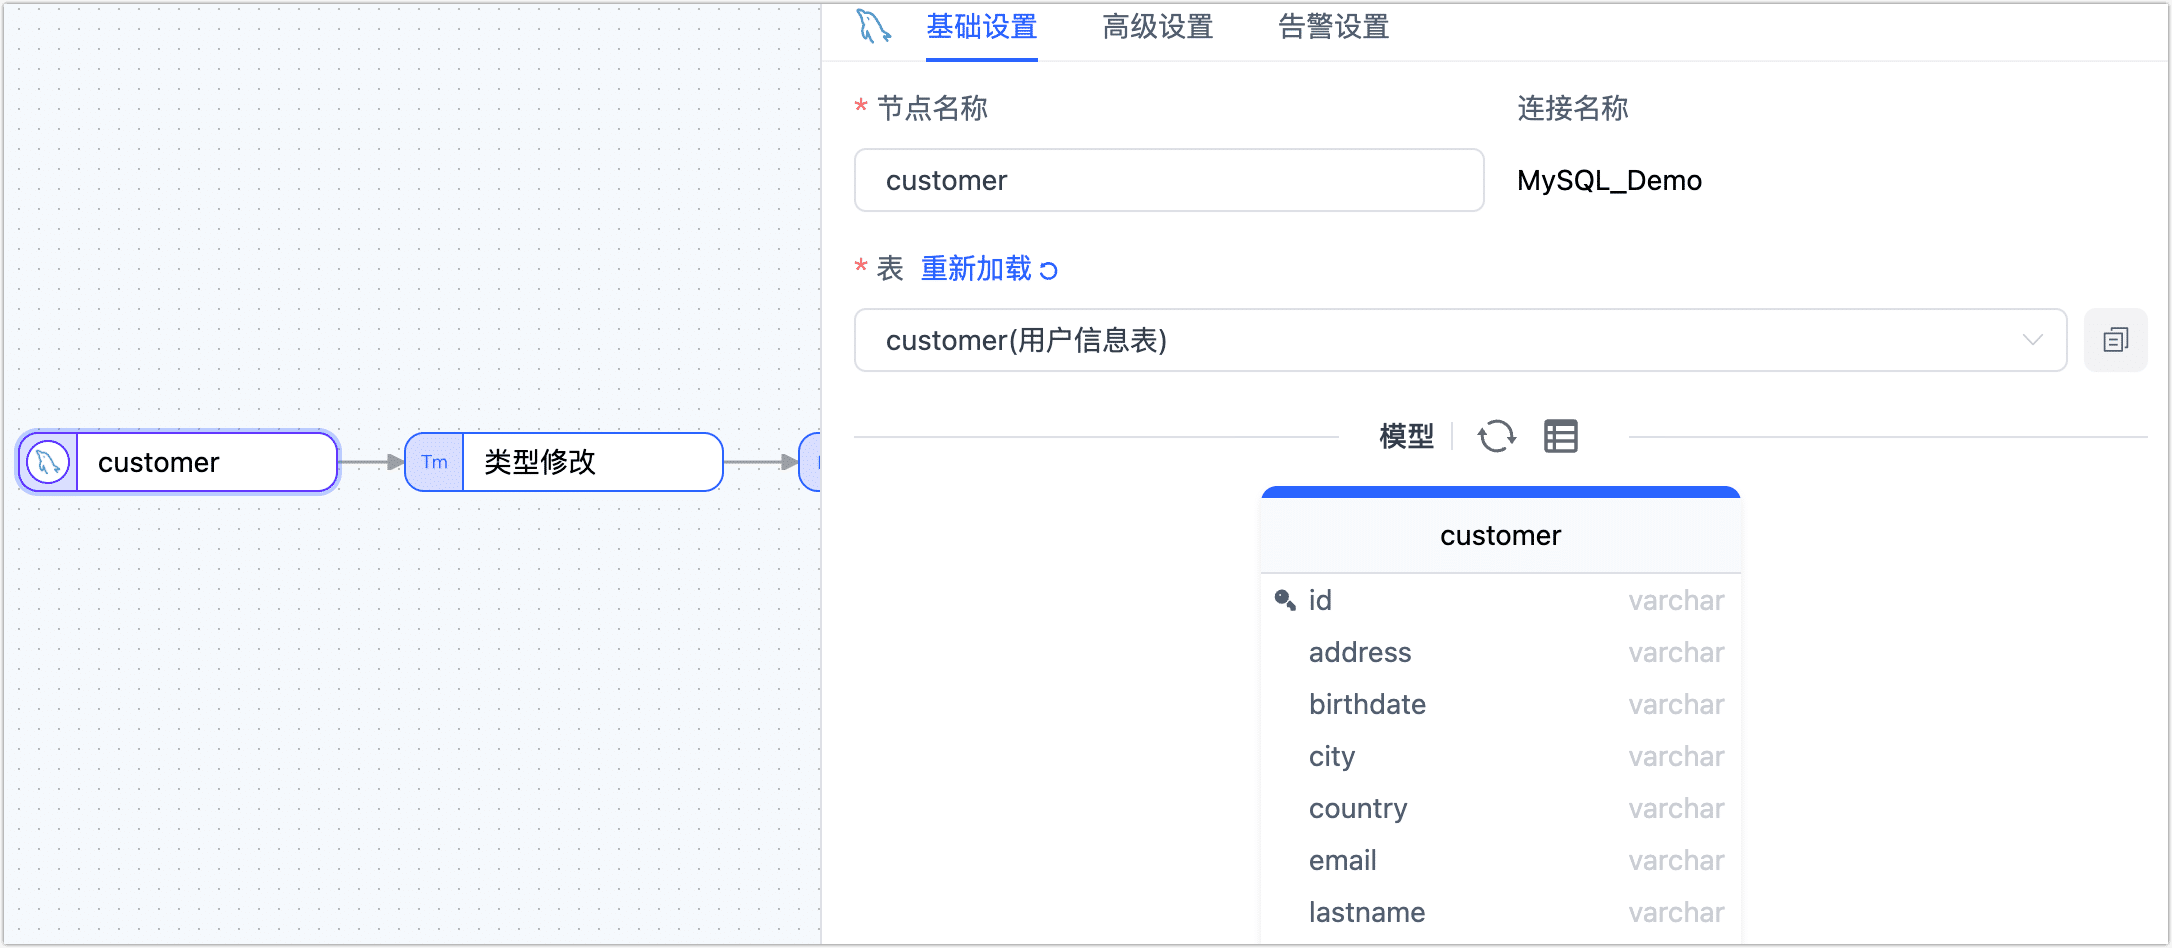 基础设置 高级设置 告警设置
* 节点名称 连接名称
customer MySQL_Demo
* 表 重新加载
customer(用户信息表)
模型
customer
Tm 类型修改
customer
id varchar
address varchar
birthdate varchar
city varchar
country varchar
email varchar
lastname varchar